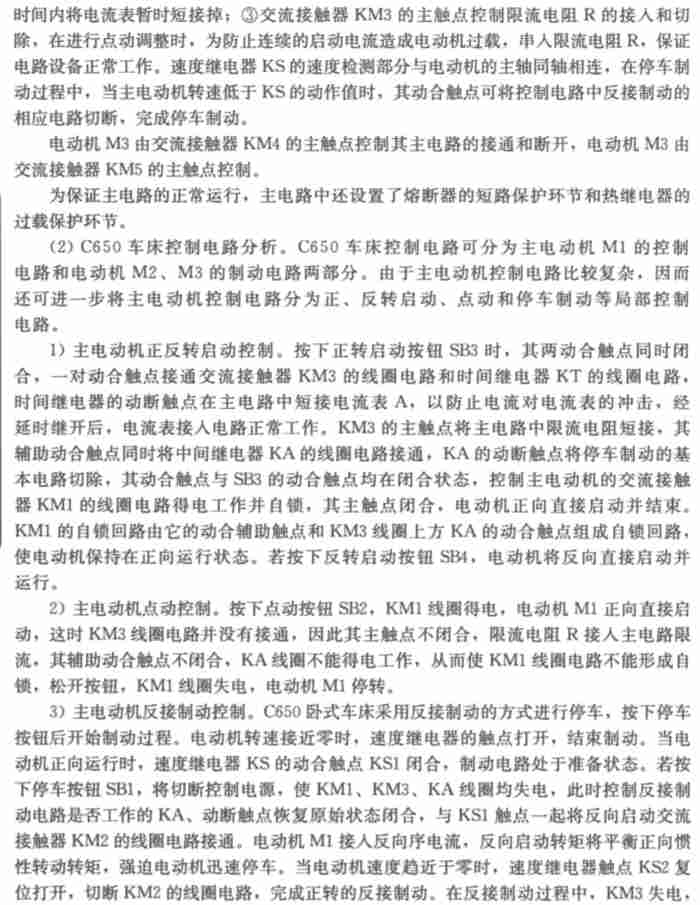 时间内将电流表暂时短接掉；③交流接触器 KM3 的主触点控制限流电阻 R 的接入和切
除，在进行点动调整时，为防止连续的启动电流造成电动机过载，串入限流电阻 R，保证
电路设备正常工作。速度继电器 KS 的速度检测部分与电动机的主轴同轴相连，在停车制
动过程中，当主电动机转速低于 KS 的动作值时，其动合触点可将控制电路中反接制动的
相应电路切断，完成停车制动。
电动机 M3 由交流接触器 KM4 的主触点控制其主电路的接通和断开，电动机 M3 由
交流接触器 KM5 的主触点控制。
为保证主电路的正常运行，主电路中还设置了熔断器的短路保护环节和热继电器的
过载保护环节。
(2) C650 车床控制电路分析。C650 车床控制电路可分为主电动机 M1 的控制
电路和电动机 M2、M3 的制动电路两部分。由于主电动机控制电路比较复杂，因而
还可进一步将主电动机控制电路分为正、反转启动、点动和停车制动等局部控制
电路。
1) 主电动机正反转启动控制。按下正转启动按钮 SB3 时，其两动合触点同时闭
合，一对动合触点接通交流接触器 KM3 的线圈电路和时间继电器 KT 的线圈电路，
时间继电器的动断触点在主电路中短接电流表 A，以防止电流对电流表的冲击，经
延时继开后，电流表接入电路正常工作。KM3 的主触点将主电路中限流电阻短接，其
辅助动合触点同时将中间继电器 KA 的线圈电路接通，KA 的动断触点将停车制动的基
本电路切除，其动合触点与 SB3 的动合触点均在闭合状态，控制主电动机的交流接触
器 KM1 的线圈电路得电工作并自锁，其主触点闭合，电动机正向直接启动并结束。
KM1 的自锁回路由它的动合辅助触点和 KM3 线圈上方 KA 的动合触点组成自锁回路，
使电动机保持在正向运行状态。若按下反转启动按钮 SB4，电动机将反向直接启动并
运行。
2) 主电动机点动控制。按下点动按钮 SB2，KM1 线圈得电，电动机 M1 正向直接启
动，这时 KM3 线圈电路并没有接通，因此其主触点不闭合，限流电阻 R 接入主电路限
流，其辅助动合触点不闭合，KA 线圈不能得电工作，从而使 KM1 线圈电路不能形成自
锁，松开按钮，KM1 线圈失电，电动机 M1 停转。
3) 主电动机反接制动控制。C650 卧式车床采用反接制动的方式进行停车，按下停车
按钮后开始制动过程。电动机转速接近零时，速度继电器的触点打开，结束制动。当电
动机正向运行时，速度继电器 KS 的动合触点 KS1 闭合，制动电路处于准备状态。若按
下停车按钮 SB1，将切断控制电源，使 KM1、KM3、KA 线圈均失电，此时控制反接制
动电路是否工作的 KA、动断触点恢复原始状态闭合，与 KS1 触点一起将反向启动交流
接触器 KM2 的线圈电路接通。电动机 M1 接入反向序电流，反向启动转矩将平衡正向惯
性转动转矩，强迫电动机迅速停车。当电动机速度趋近于零时，速度继电器触点 KS2 复
位打开，切断 KM2 的线圈电路，完成正转的反接制动。在反接制动过程中，KM3 失电，